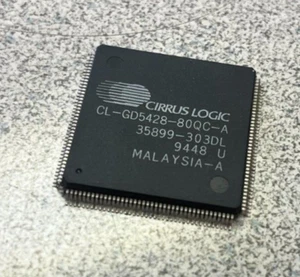 CIRRUS LOGIC
CL-GD5428-80QC-A
35899-303DL
9448 U
MALAYSIA-A